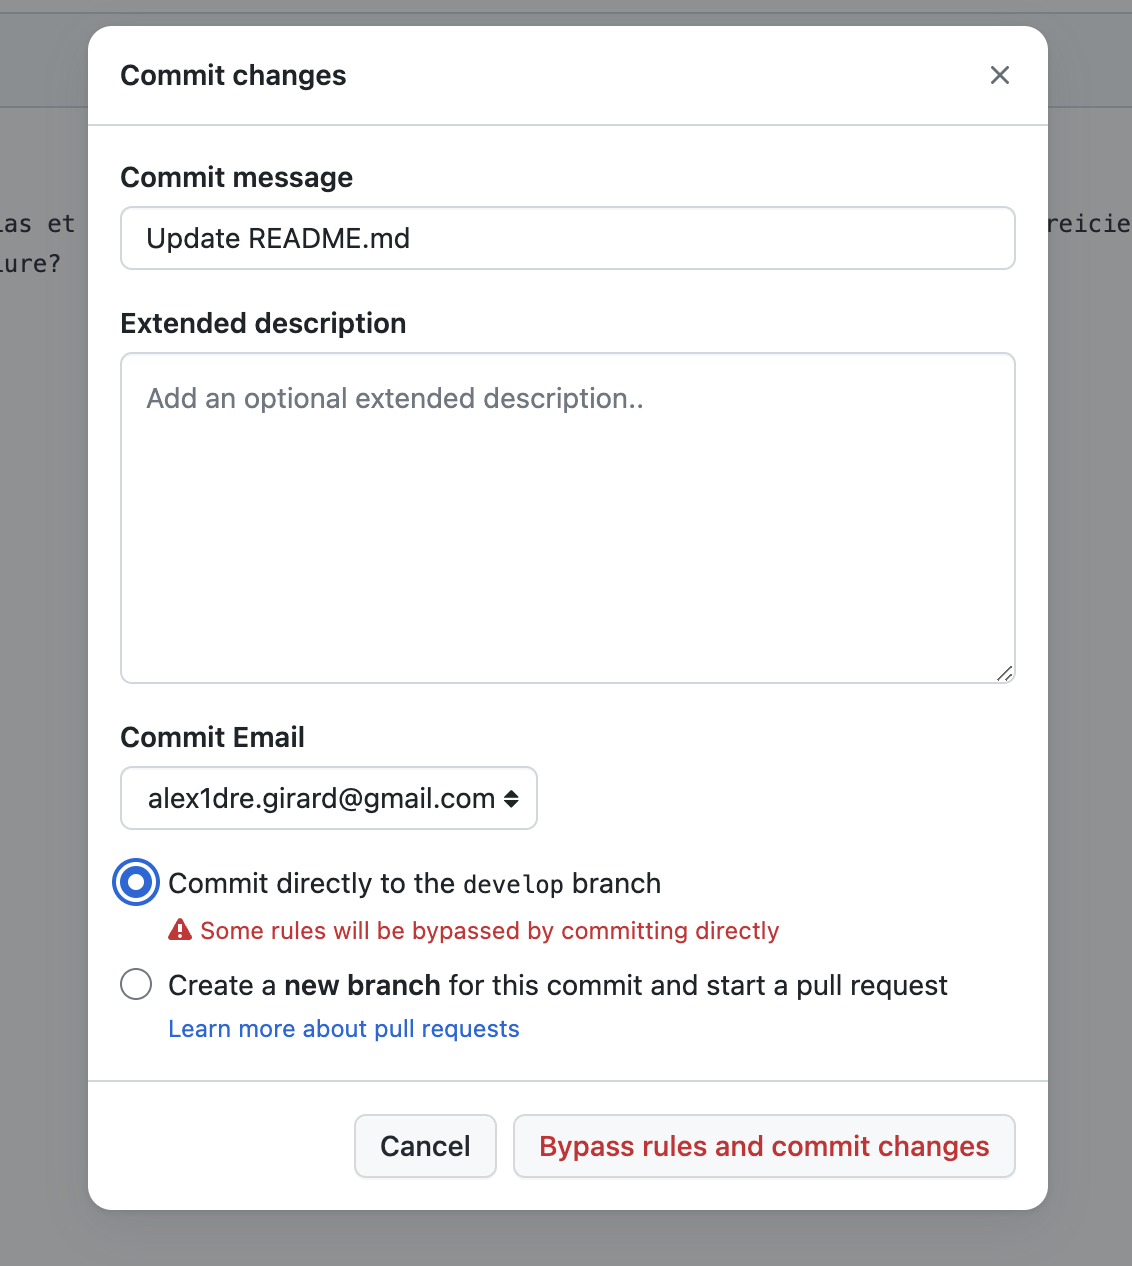 Commit changes
Commit message
as et
reicie
Update README.md
ure?
Extended description
Add an optional extended description..
Commit Email
alex1dre.girard@gmail.com
Commit directly to the develop branch
Some rules will be bypassed by committing directly
Create a new branch for this commit and start a pull request
Learn more about pull requests
Cancel
Bypass rules and commit changes